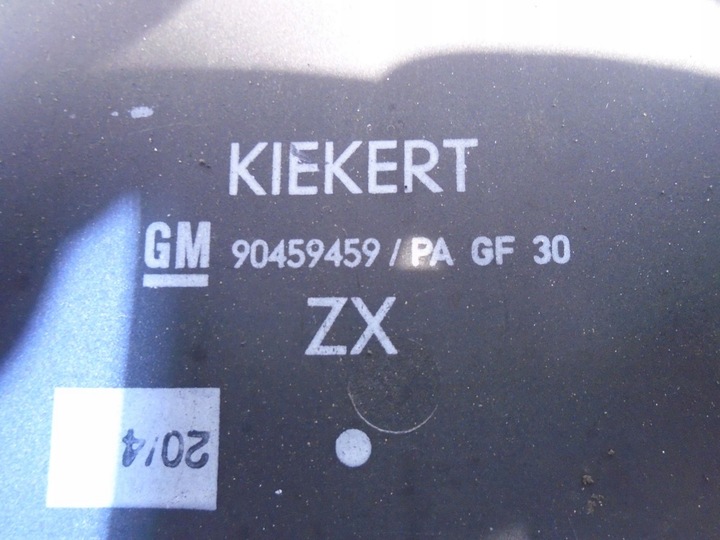 KIEKERT
GM 90459459 / PA GF 30
ZX
20/4